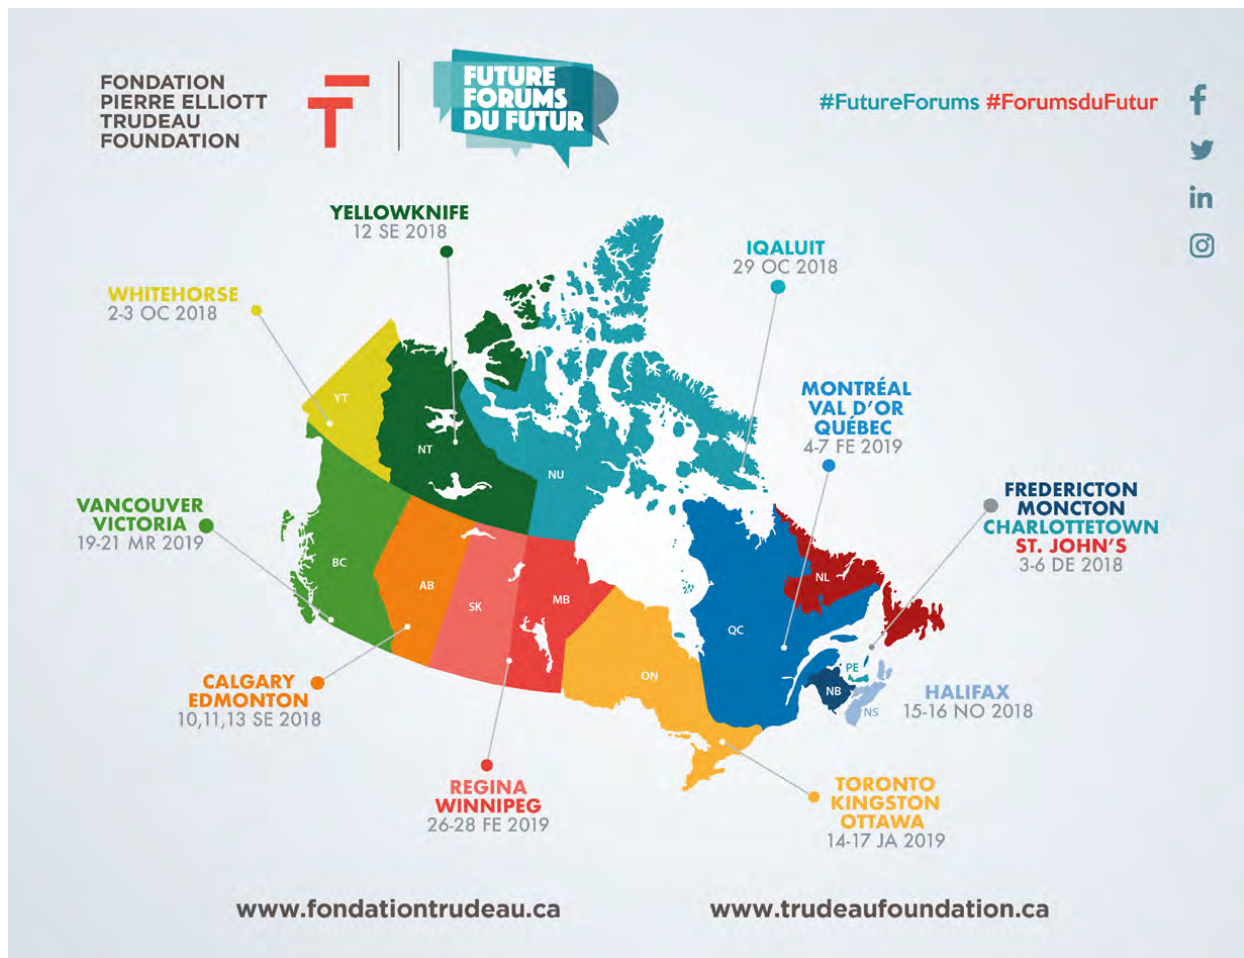 FONDATION
PIERRE ELLIOTT
TRUDEAU
FOUNDATION
FUTURE
FORUMS
DU FUTUR
#FutureForums #ForumsduFutur
in
YELLOWKNIFE
12 SE 2018
IQALUIT
29 OC 2018
WHITEHORSE
2-3 OC 2018
MONTRÉAL
VAL D'OR
QUÉBEC
4-7 FE 2019
YT
NT
NU
VANCOUVER
VICTORIA
19-21 MR 2019
FREDERICTON
MONCTON
CHARLOTTETOWN
ST. JOHN'S
3-6 DE 2018
BC
AB
SK
MB
ON
QC
NL
PE
NB
NS
CALGARY
EDMONTON
10,11,13 SE 2018
HALIFAX
15-16 NO 2018
REGINA
WINNIPEG
26-28 FE 2019
TORONTO
KINGSTON
OTTAWA
14-17 JA 2019
www.fondationtrudeau.ca
www.trudeaufoundation.ca